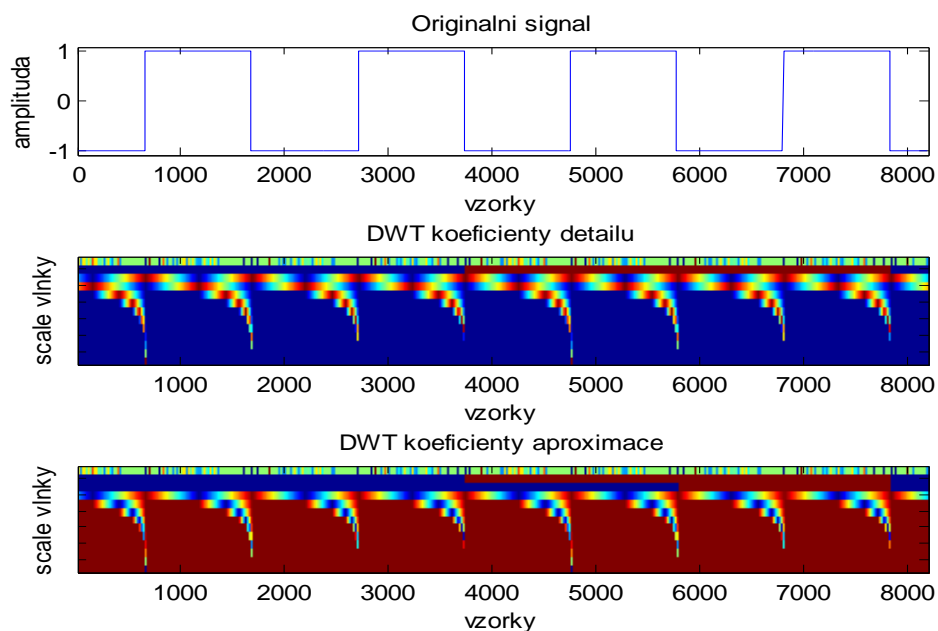 Originalni signal
amplituda
1
0
-1
0 1000 2000 3000 4000 5000 6000 7000 8000
vzorky
DWT koeficienty detailu
scale vlnky
1000 2000 3000 4000 5000 6000 7000 8000
vzorky
DWT koeficienty aproximace
scale vlnky
1000 2000 3000 4000 5000 6000 7000 8000
vzorky